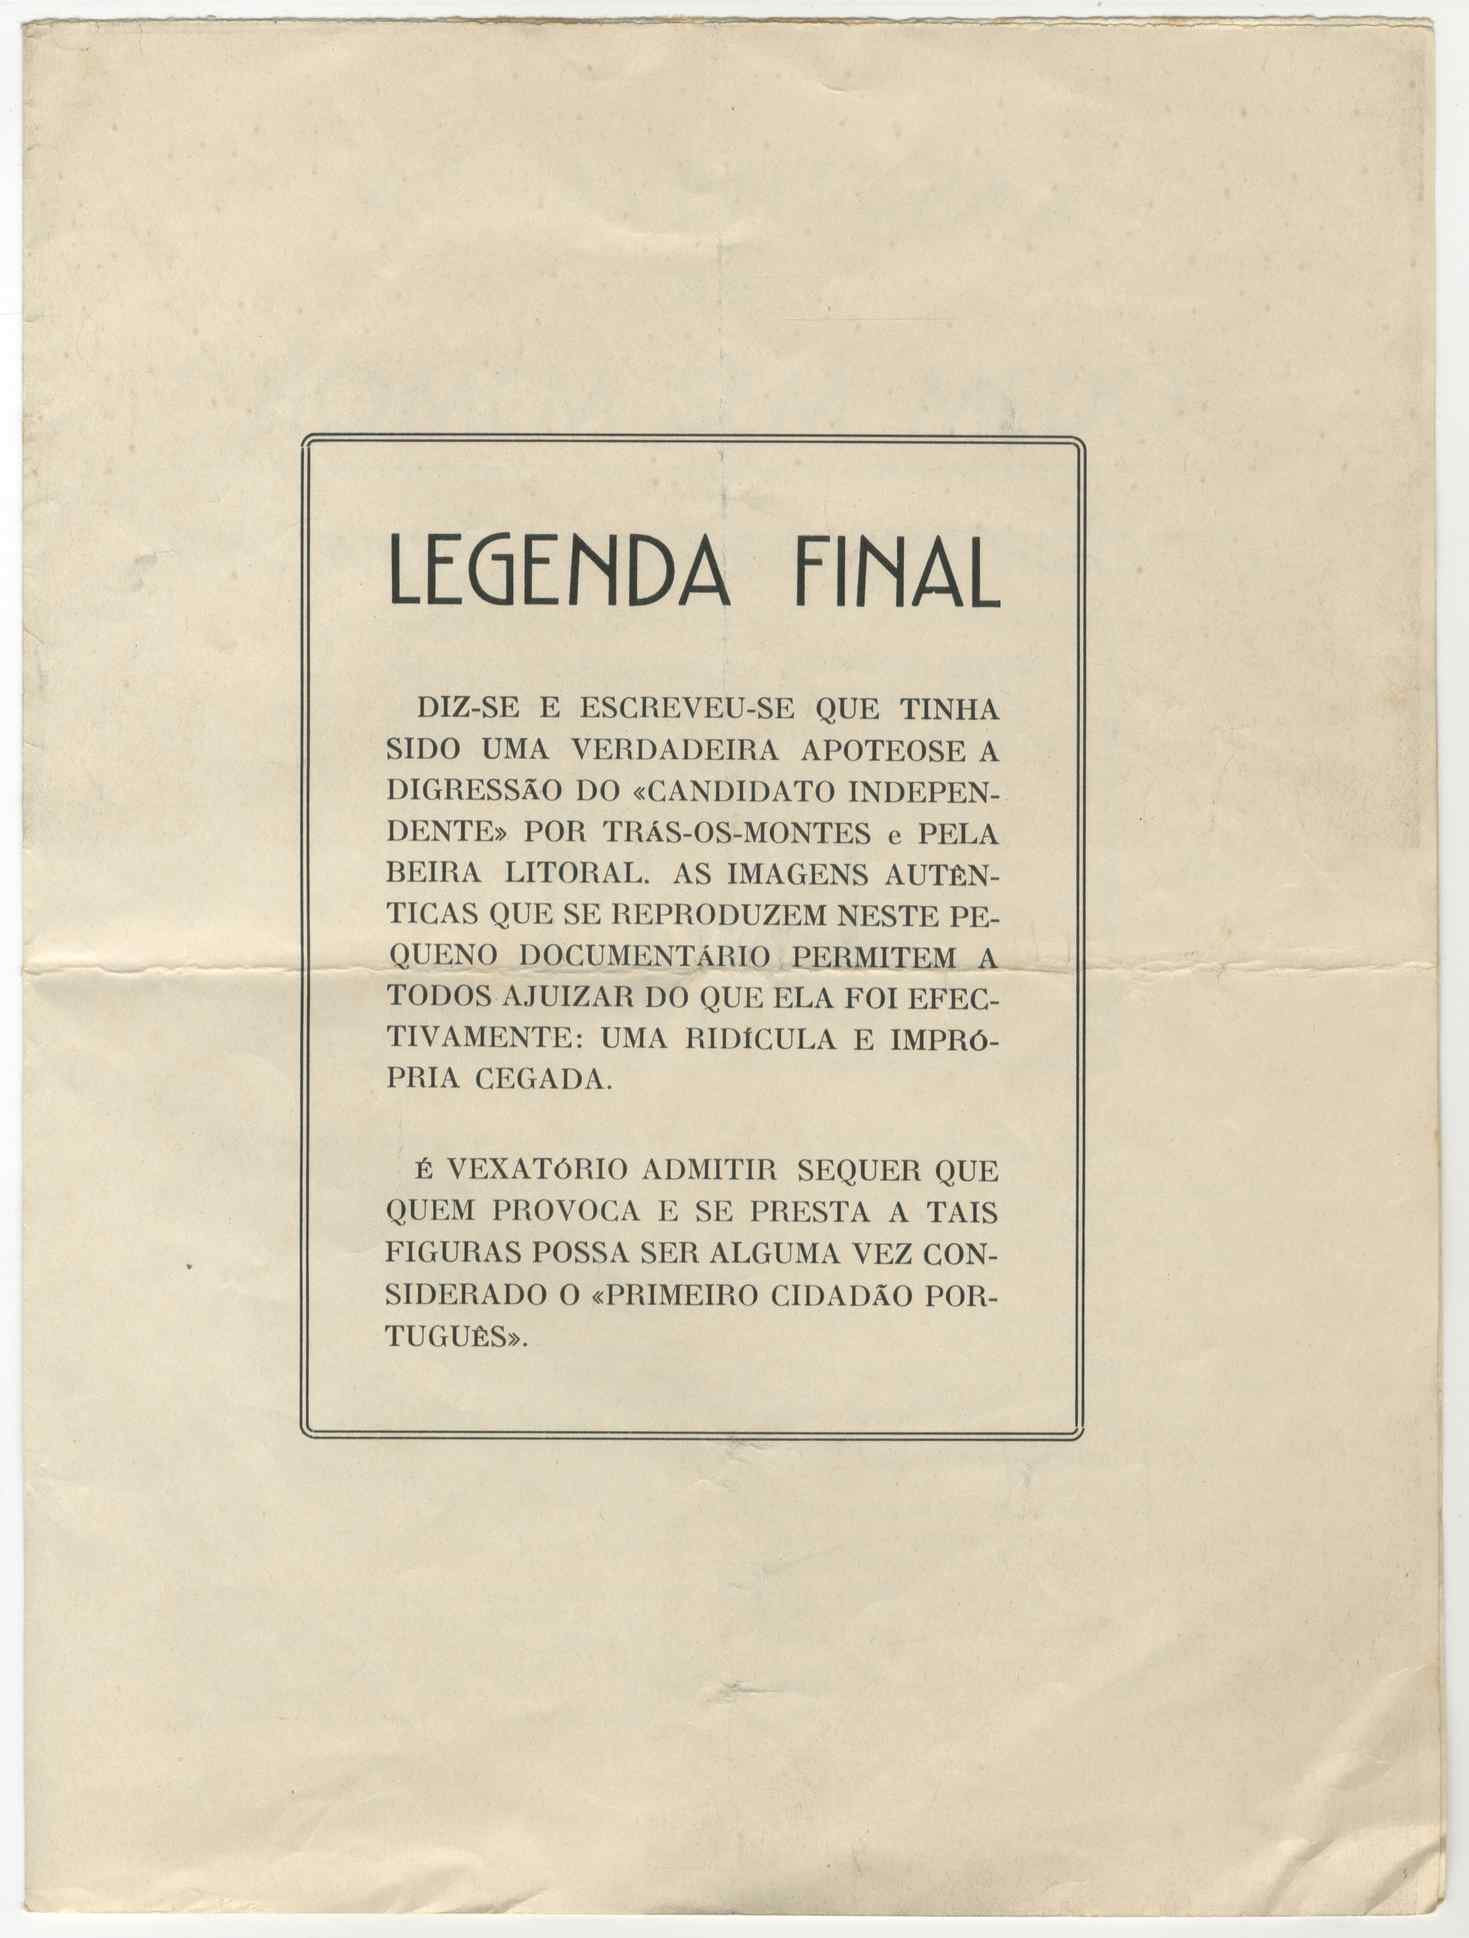 LEGENDA FINAL
DIZ-SE E ESCREVEU-SE QUE TINHA
SIDO UMA VERDADEIRA APOTEOSE A
DIGRESSÃO DO «CANDIDATO INDEPEN-
DENTE» POR TRÁS-OS-MONTES e PELA
BEIRA LITORAL. AS IMAGENS AUTÊN-
TICAS QUE SE REPRODUZEM NESTE PE-
QUENO DOCUMENTÁRIO PERMITEM A
TODOS AJUIZAR DO QUE ELA FOI EFEC-
TIVAMENTE: UMA RIDÍCULA E IMPRÓ-
PRIA CEGADA.
É VEXATÓRIO ADMITIR SEQUER QUE
QUEM PROVOCA E SE PRESTA A TAIS
FIGURAS POSSA SER ALGUMA VEZ CON-
SIDERADO O «PRIMEIRO CIDADÃO POR-
TUGUÊS».